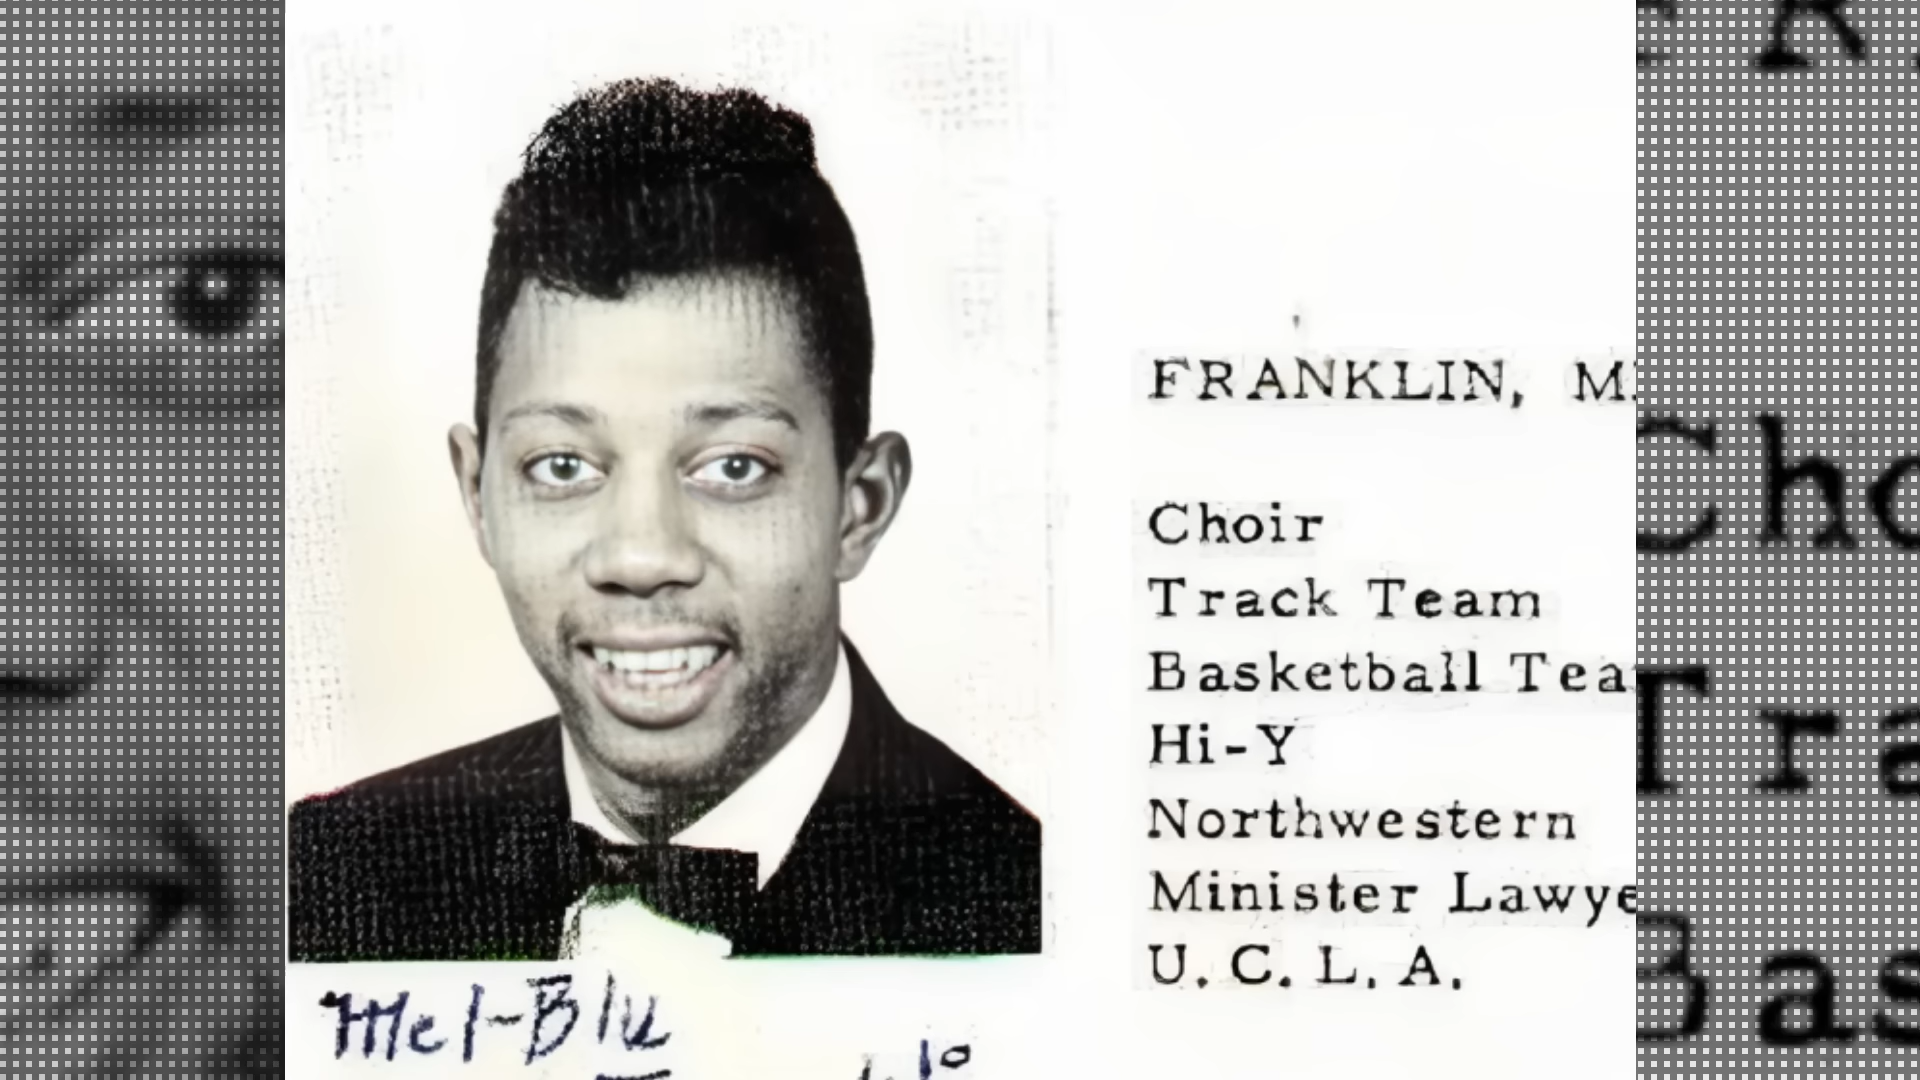 FRANKLIN, M
Choir
Track Team
Basketball Tea
Hi-Y
Northwestern
Minister Lawye
U.C.L.A.
Mel-Blu